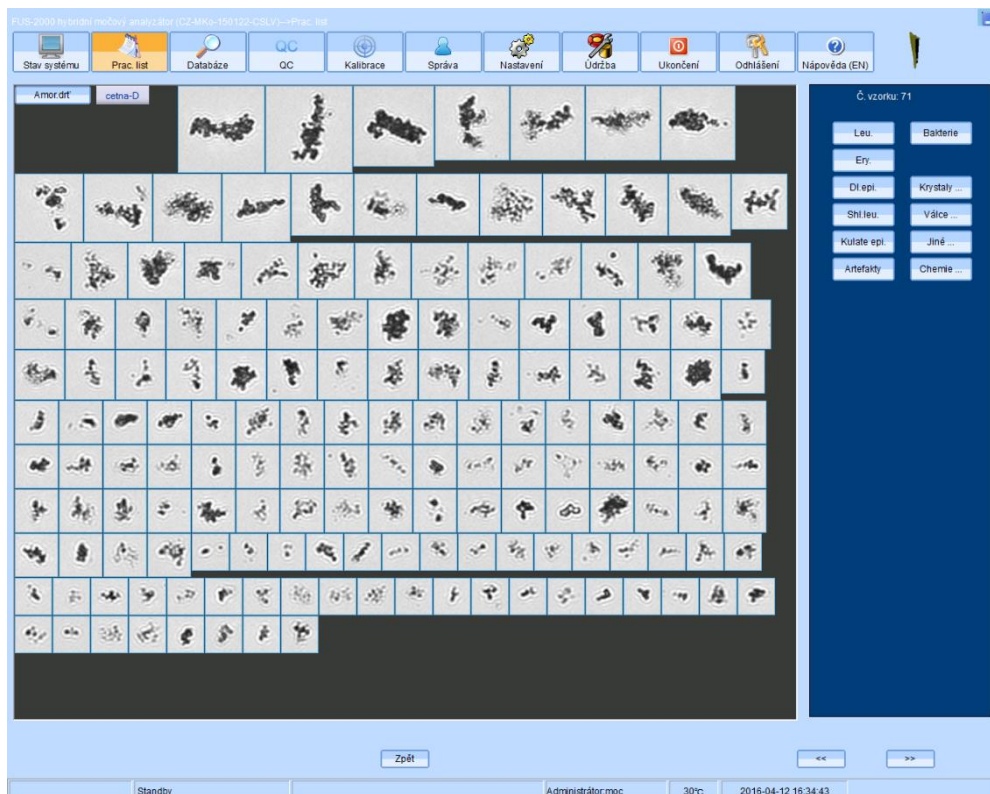 FUS-2000 hybridní močový analyzátor (CZ-MKo-150122-CSLV)-->Prac. list
QC
Stav systému Prac. list Databáze QC Kalibrace Správa Nastavení Údržba Ukončení Odhlášení Nápověda (EN)
Amor.drť cetna-D
Č. vzorku: 71
Leu. Bakterie
Ery.
Dl.epi. Krystaly ...
Shl.leu. Válce ...
Kulate epi. Jiné ...
Artefakty Chemie ...
Zpět << >>
Standby Administrátor.moc 30°C 2016-04-12 16:34:43